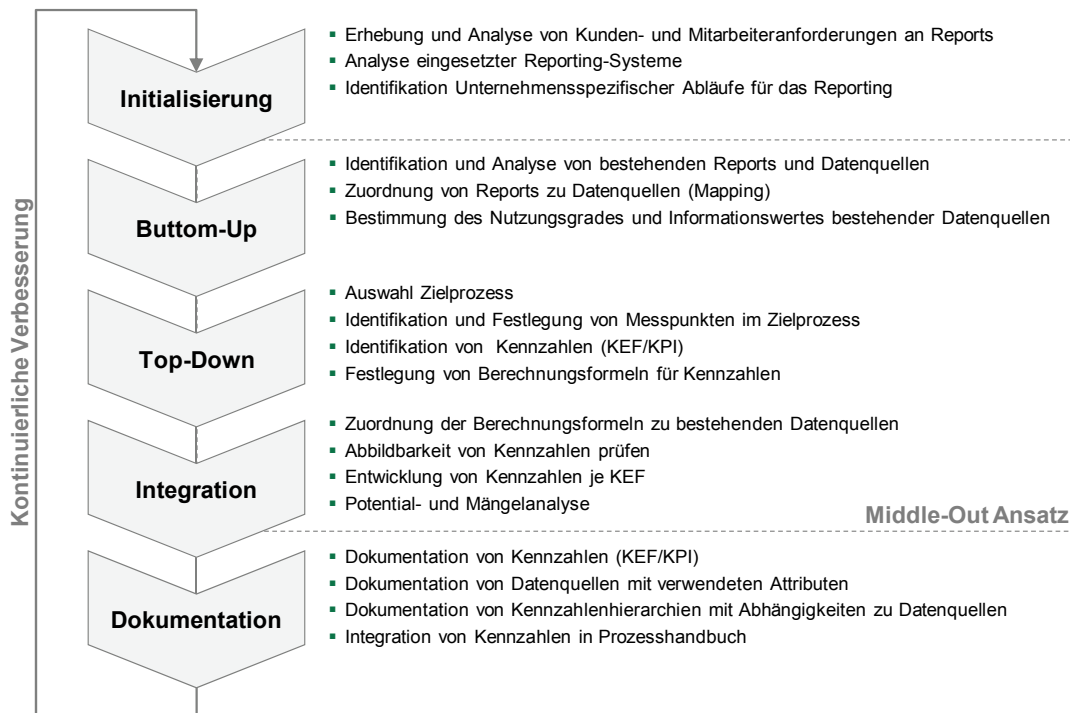 Kontinuierliche Verbesserung
Initialisierung
▪ Erhebung und Analyse von Kunden- und Mitarbeiteranforderungen an Reports
▪ Analyse eingesetzter Reporting-Systeme
▪ Identifikation Unternehmensspezifischer Abläufe für das Reporting
Buttom-Up
▪ Identifikation und Analyse von bestehenden Reports und Datenquellen
▪ Zuordnung von Reports zu Datenquellen (Mapping)
▪ Bestimmung des Nutzungsgrades und Informationswertes bestehender Datenquellen
Top-Down
▪ Auswahl Zielprozess
▪ Identifikation und Festlegung von Messpunkten im Zielprozess
▪ Identifikation von Kennzahlen (KEF/KPI)
▪ Festlegung von Berechnungsformeln für Kennzahlen
Integration
▪ Zuordnung der Berechnungsformeln zu bestehenden Datenquellen
▪ Abbildbarkeit von Kennzahlen prüfen
▪ Entwicklung von Kennzahlen je KEF
▪ Potential- und Mängelanalyse
Middle-Out Ansatz
Dokumentation
▪ Dokumentation von Kennzahlen (KEF/KPI)
▪ Dokumentation von Datenquellen mit verwendeten Attributen
▪ Dokumentation von Kennzahlenhierarchien mit Abhängigkeiten zu Datenquellen
▪ Integration von Kennzahlen in Prozesshandbuch